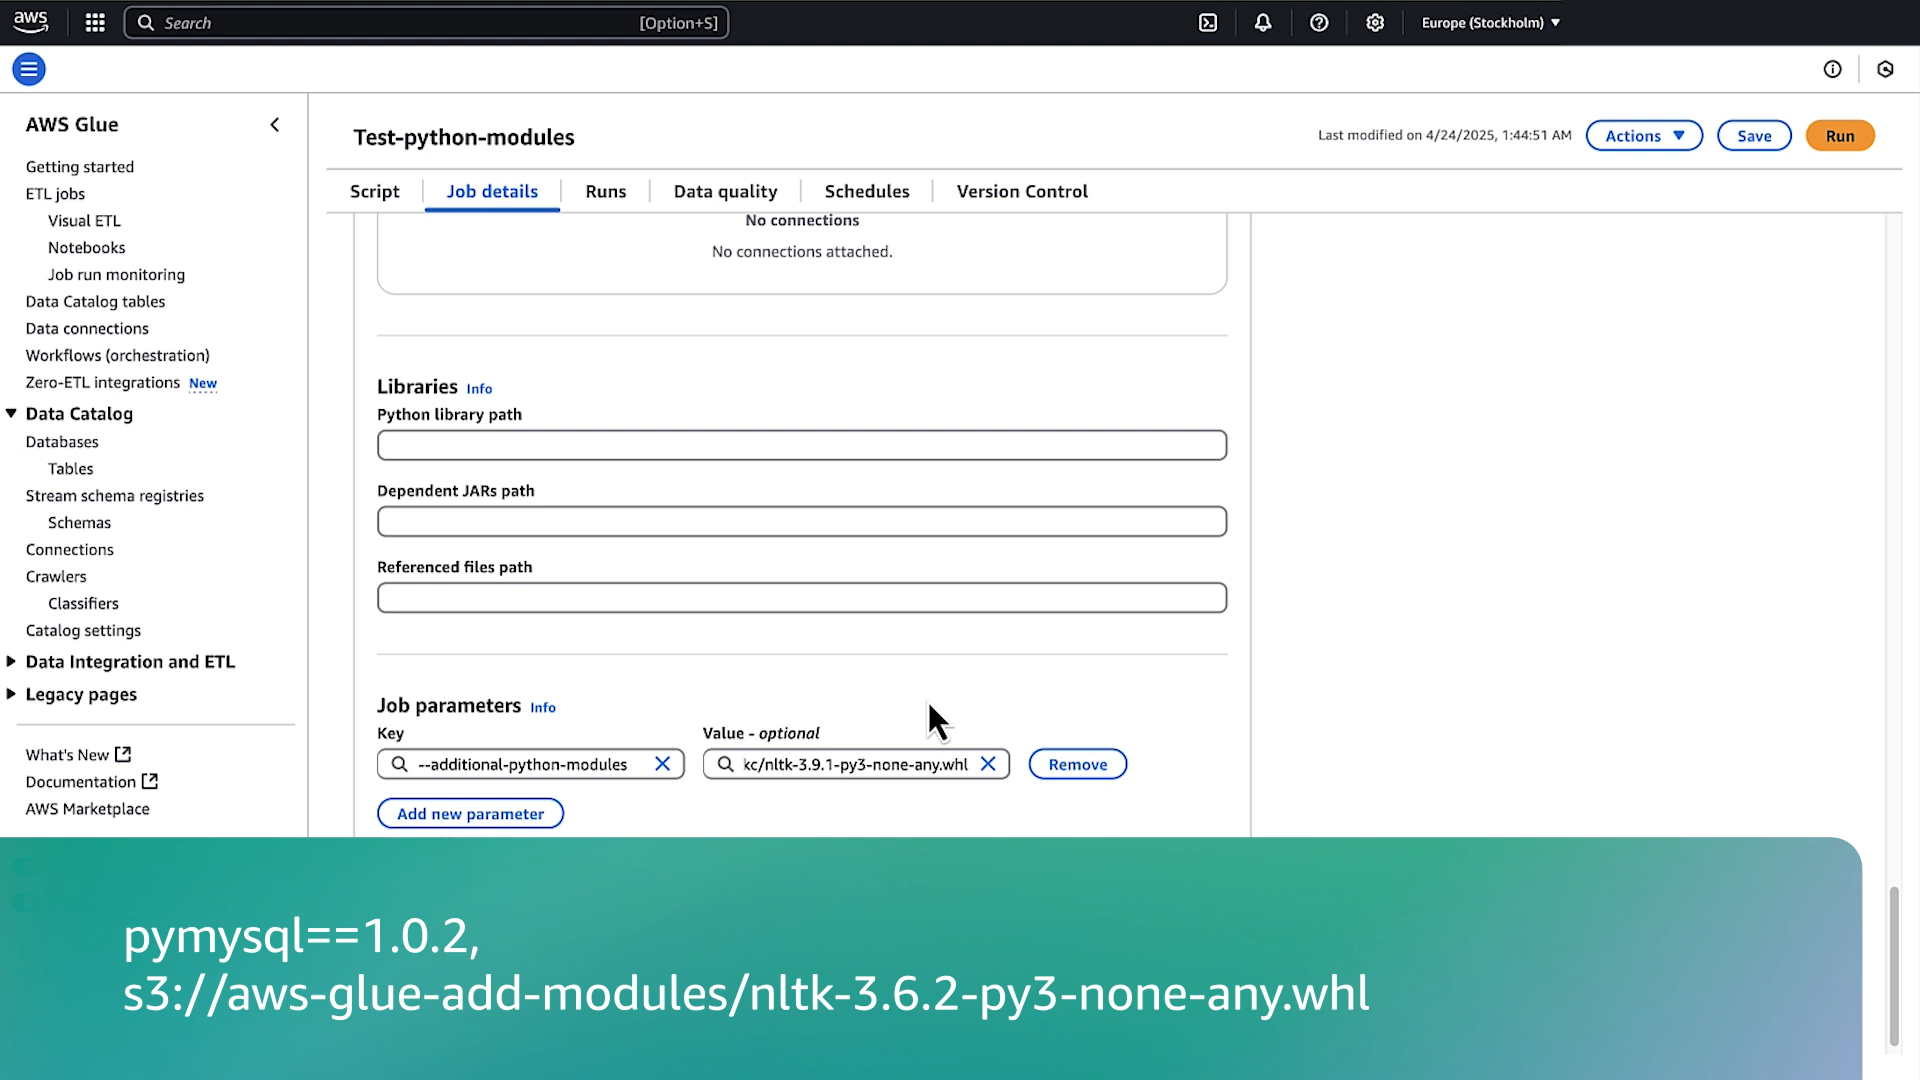 aws
Search
[Option+S]
Europe (Stockholm)
AWS Glue
Getting started
ETL jobs
Visual ETL
Notebooks
Job run monitoring
Data Catalog tables
Data connections
Workflows (orchestration)
Zero-ETL integrations New
Data Catalog
Databases
Tables
Stream schema registries
Schemas
Connections
Crawlers
Classifiers
Catalog settings
Data Integration and ETL
Legacy pages
What's New
Documentation
AWS Marketplace
Test-python-modules
Last modified on 4/24/2025, 1:44:51 AM
Actions
Save
Run
Script
Job details
Runs
Data quality
Schedules
Version Control
No connections
No connections attached.
Libraries Info
Python library path
Dependent JARs path
Referenced files path
Job parameters Info
Key
Value - optional
--additional-python-modules
kc/nltk-3.9.1-py3-none-any.whl
Remove
Add new parameter
pymysql==1.0.2,
s3://aws-glue-add-modules/nltk-3.6.2-py3-none-any.whl